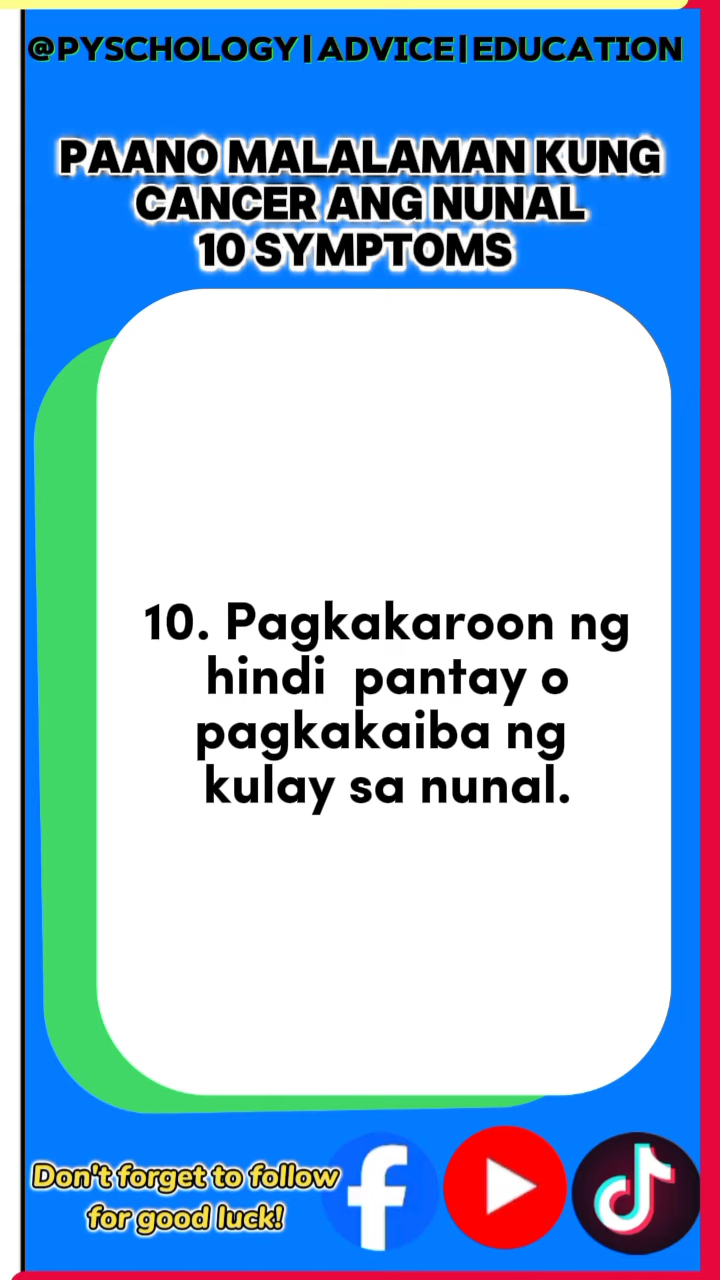 @PYSCHOLOGY|ADVICE|EDUCATION
PAANO MALALAMAN KUNG
CANCER ANG NUNAL
10 SYMPTOMS
10. Pagkakaroon ng
hindi pantay o
pagkakaiba ng
kulay sa nunal.
Don't forget to follow
for good luck!